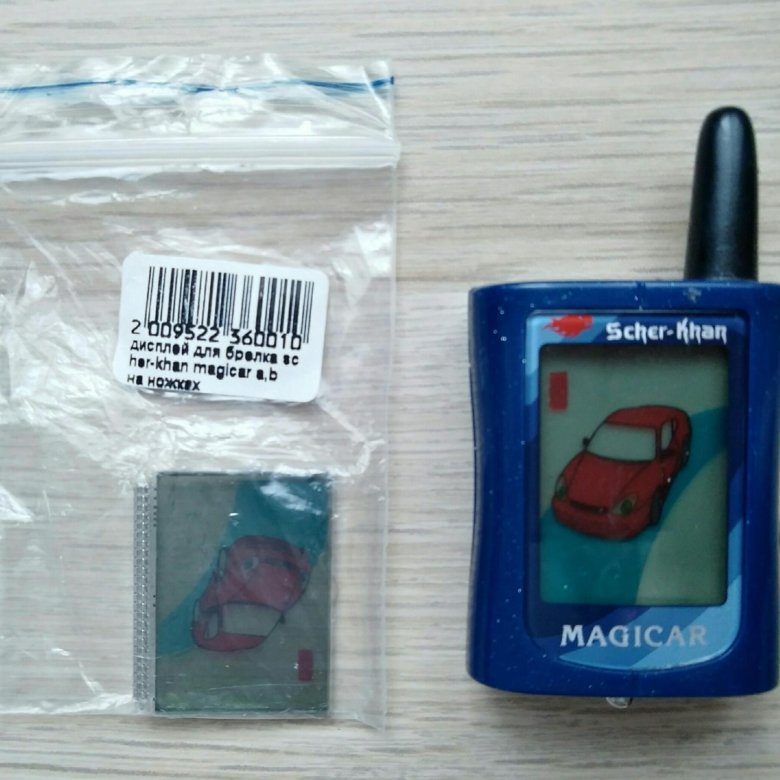 2 009522 360010
дисплей для брелка sc
her-khan magicar a,b
на ножках
Scher-Khan
MAGICAR